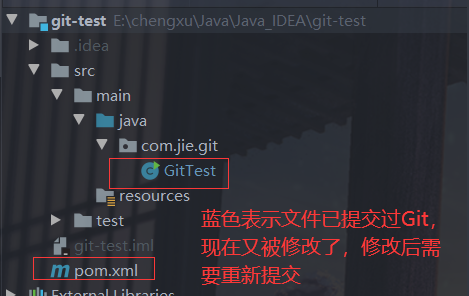 git-test E:\chengxu\Java\Java_IDEA\git-test
.idea
src
main
java
com.jie.git
GitTest
resources
test
git-test.iml
pom.xml
External Libraries
蓝色表示文件已提交过Git，
现在又被修改了，修改后需
要重新提交